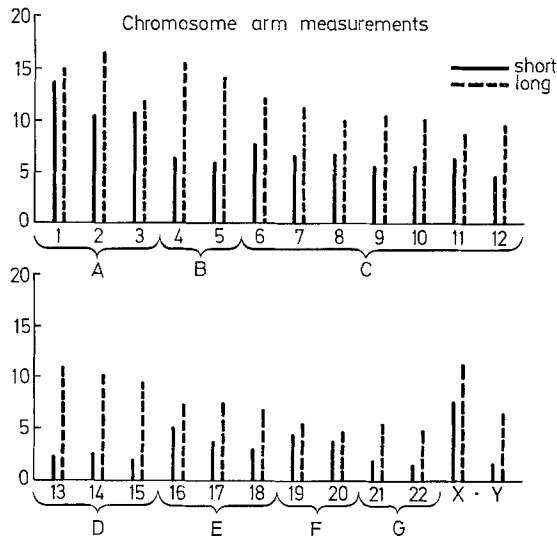 Chromosome arm measurements
short
long
20
15
10
5
0
1 2 3 4 5 6 7 8 9 10 11 12
A B C
20
15
10
5
0
13 14 15 16 17 18 19 20 21 22 X · Y
D E F G